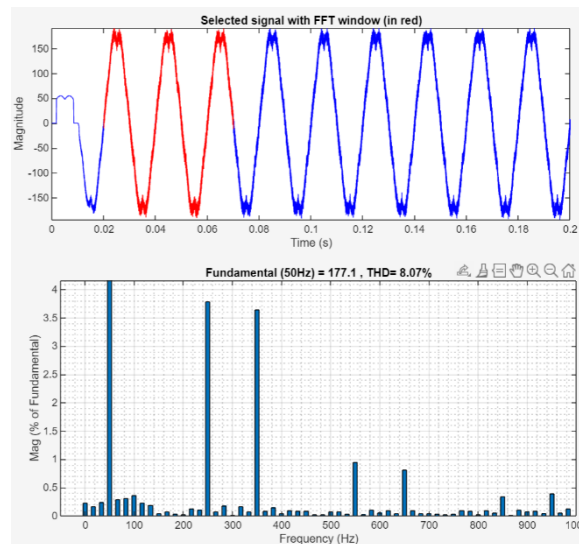 Selected signal with FFT window (in red)
150
100
50
0
-50
-100
-150
Magnitude
0 0.02 0.04 0.06 0.08 0.1 0.12 0.14 0.16 0.18 0.2
Time (s)
Fundamental (50Hz) = 177.1 , THD= 8.07%
4
3.5
3
2.5
2
1.5
1
0.5
0
Mag (% of Fundamental)
0 100 200 300 400 500 600 700 800 900 1000
Frequency (Hz)